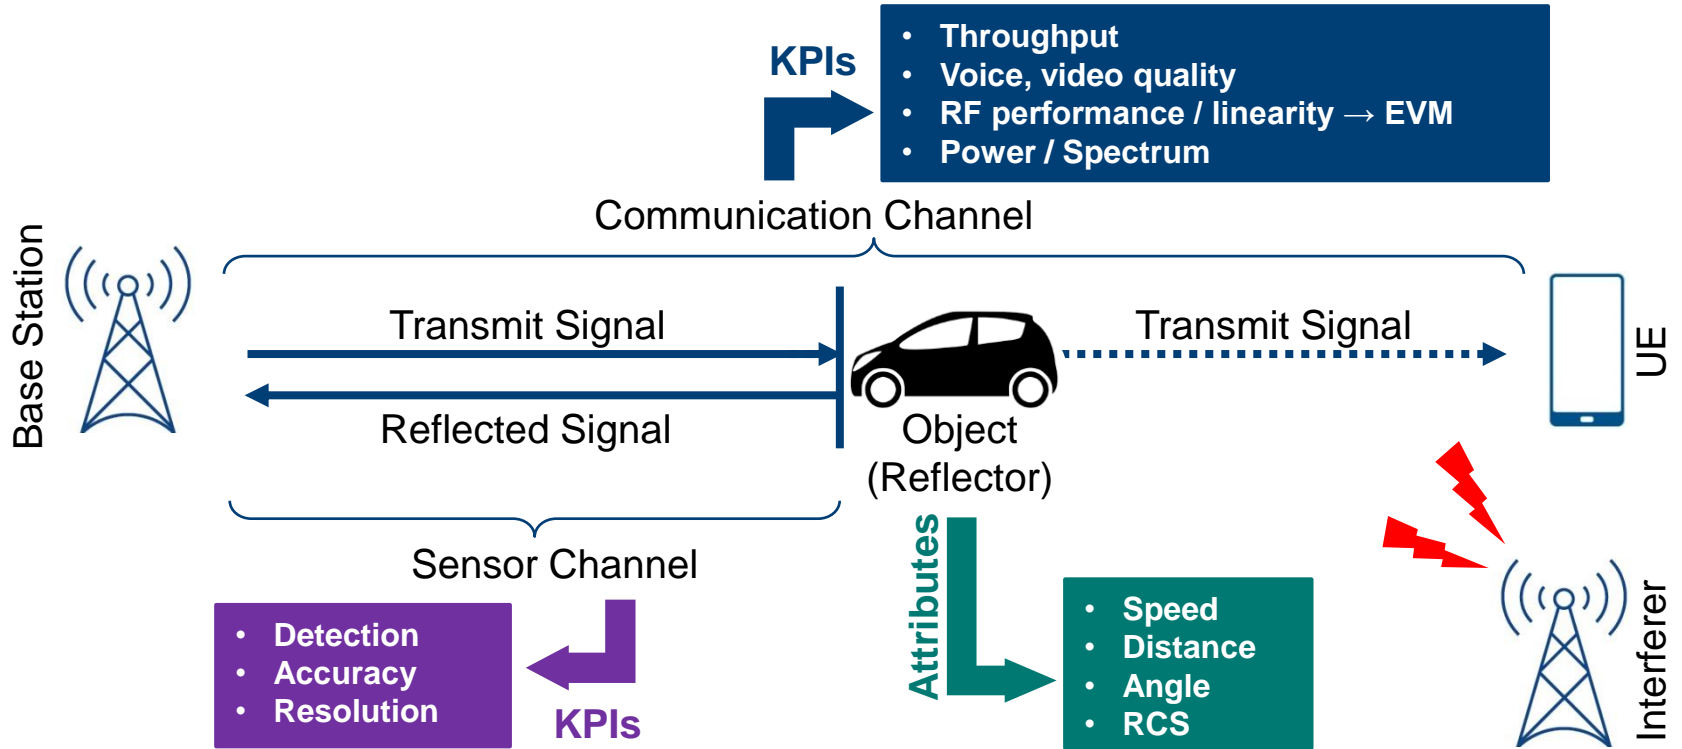 KPIs
• Throughput
• Voice, video quality
• RF performance / linearity → EVM
• Power / Spectrum
Communication Channel
Base Station
Transmit Signal
Transmit Signal
UE
Reflected Signal
Object
(Reflector)
Sensor Channel
Attributes
• Detection
• Accuracy
• Resolution
KPIs
• Speed
• Distance
• Angle
• RCS
Interferer